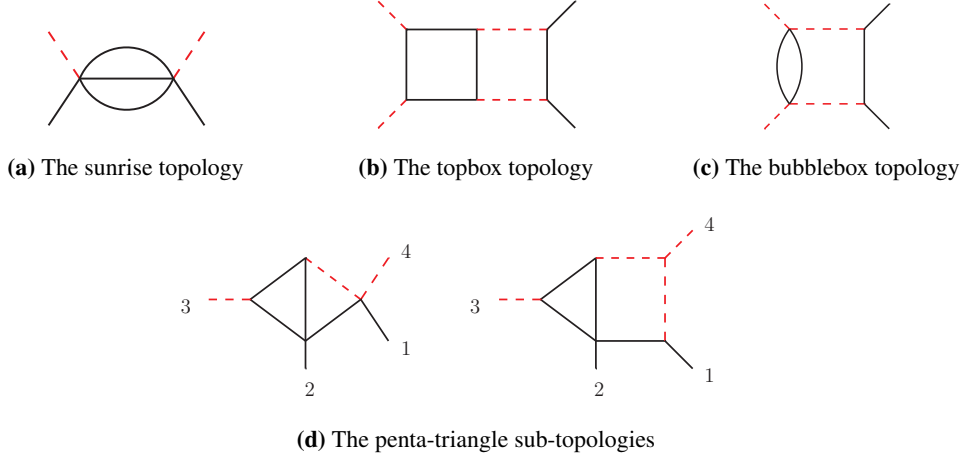 (a) The sunrise topology
(b) The topbox topology
(c) The bubblebox topology
4
3
1
2
4
3
1
2
(d) The penta-triangle sub-topologies